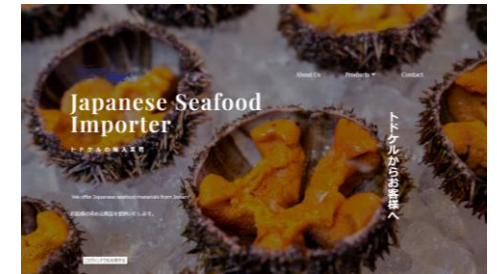 About Us
Products
Contact
Japanese Seafood
Importer
トドケルの輸入業務
トドケルからお客様へ
We offer Japanese seafood materials from Japan